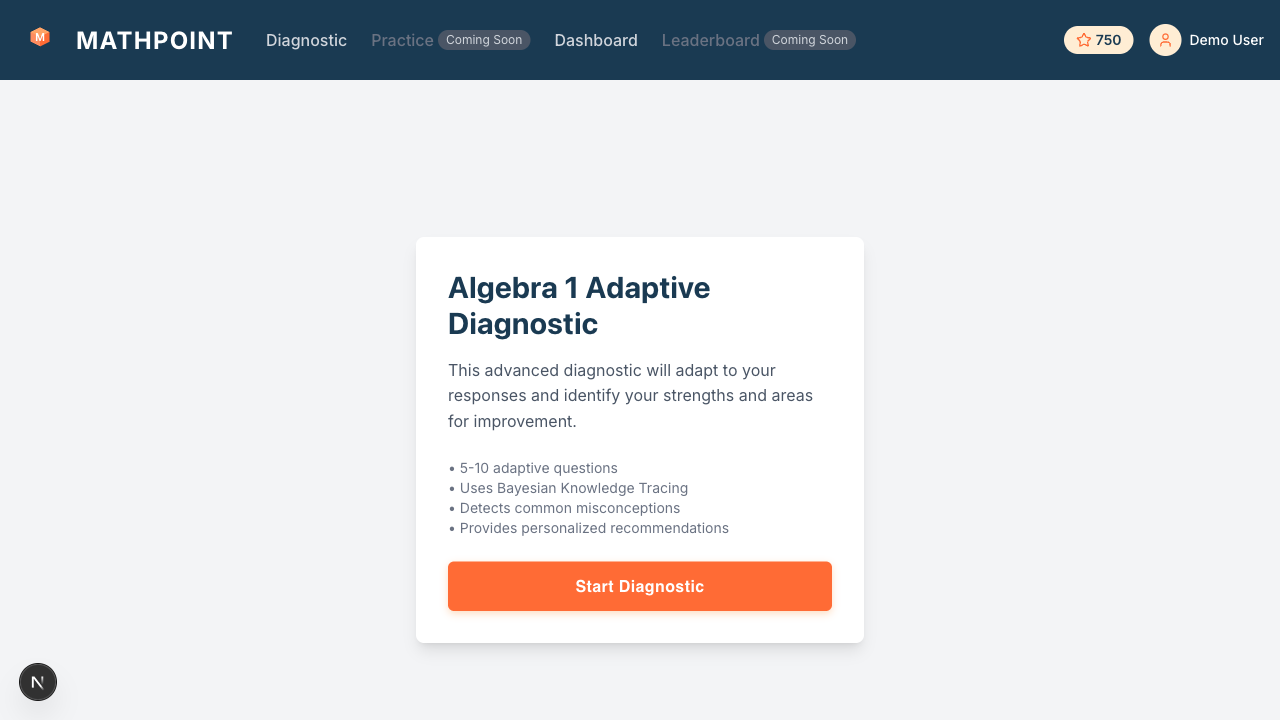 M MATHPOINT Diagnostic Practice Coming Soon Dashboard Leaderboard Coming Soon 750 Demo User
Algebra 1 Adaptive
Diagnostic
This advanced diagnostic will adapt to your
responses and identify your strengths and areas
for improvement.
• 5-10 adaptive questions
• Uses Bayesian Knowledge Tracing
• Detects common misconceptions
• Provides personalized recommendations
Start Diagnostic
N